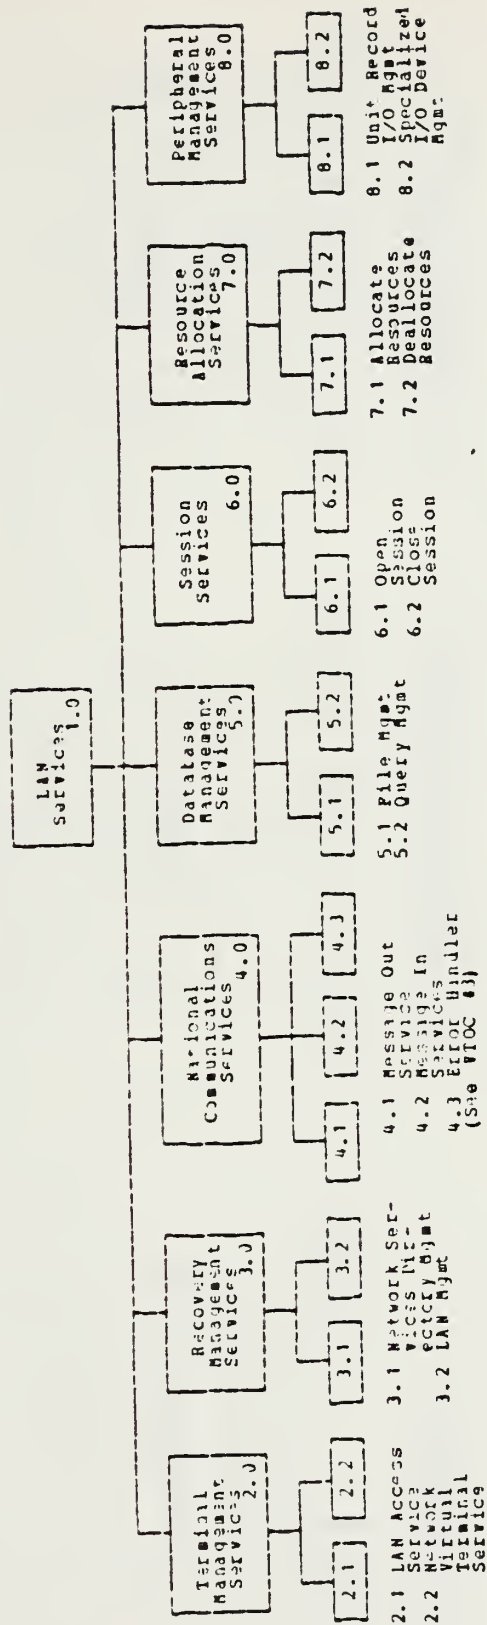 LAN
Services
1.0
Terminal
Management
Services
2.0
Recovery
Management
Services
3.0
National
Communications
Services
4.0
Database
Management
Services
5.0
Session
Services
6.0
Resource
Allocation
Services
7.0
Peripheral
Management
Services
8.0
2.1
2.2
3.1
3.2
4.1
4.2
4.3
5.1
5.2
6.1
6.2
7.1
7.2
8.1
8.2
2.1 LAN Access
Service
2.2 Network
Virtual
Terminal
Service
3.1 Network Ser-
vices Dir-
ectory Mgmt
3.2 LAN Mgmt
4.1 Message Out
Service
4.2 Message In
Services
4.3 Error Handler
(See VTOC #3)
5.1 File Mgmt
5.2 Query Mgmt
6.1 Open
Session
6.2 Close
Session
7.1 Allocate
Resources
7.2 Deallocate
Resources
8.1 Unit Record
I/O Mgmt
8.2 Specialized
I/O Device
Mgmt